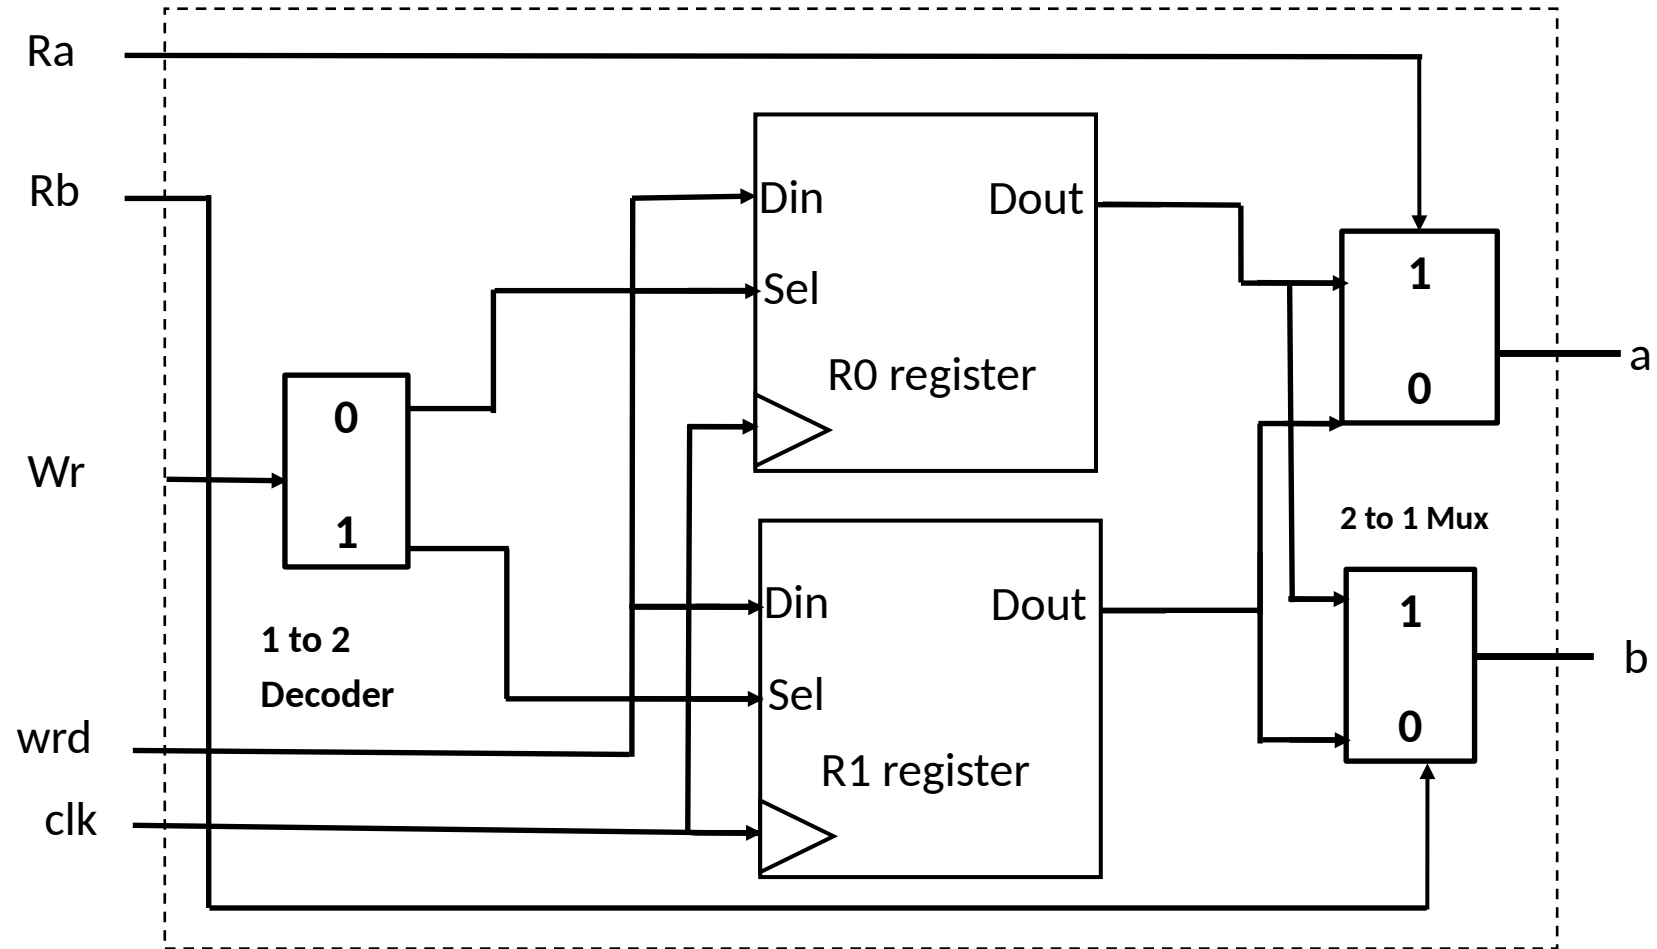 Ra
Rb
Din
Dout
Sel
1
R0 register
0
a
0
Wr
1
2 to 1 Mux
Din
Dout
1
1 to 2
Decoder
b
Sel
wrd
0
R1 register
clk